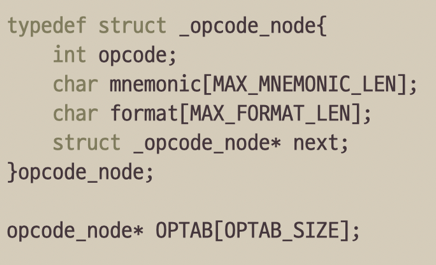 typedef struct _opcode_node{
    int opcode;
    char mnemonic[MAX_MNEMONIC_LEN];
    char format[MAX_FORMAT_LEN];
    struct _opcode_node* next;
}opcode_node;

opcode_node* OPTAB[OPTAB_SIZE];